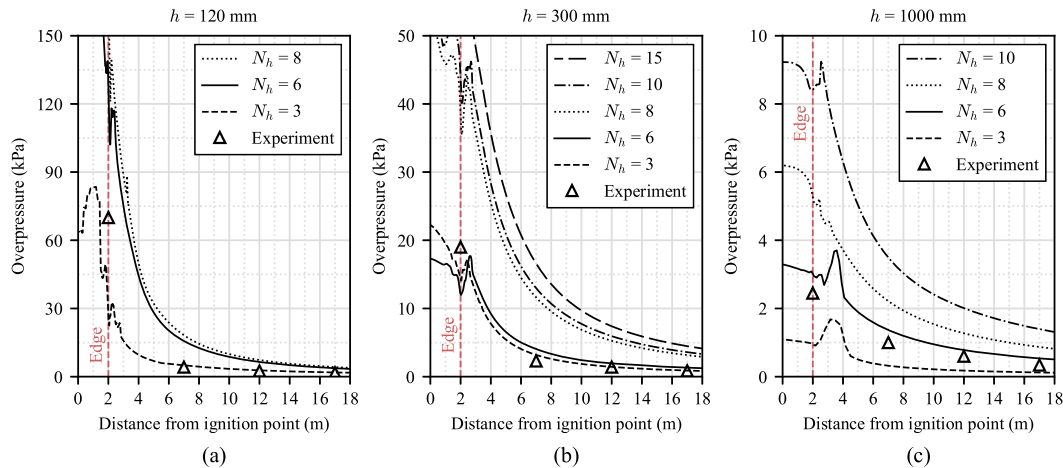 h = 120 mm
150
120
90
60
30
0
Overpressure (kPa)
Edge
N_h = 8
N_h = 6
N_h = 3
Experiment
0 2 4 6 8 10 12 14 16 18
Distance from ignition point (m)
(a)
h = 300 mm
50
40
30
20
10
0
Overpressure (kPa)
Edge
N_h = 15
N_h = 10
N_h = 8
N_h = 6
N_h = 3
Experiment
0 2 4 6 8 10 12 14 16 18
Distance from ignition point (m)
(b)
h = 1000 mm
10
8
6
4
2
0
Overpressure (kPa)
Edge
N_h = 10
N_h = 8
N_h = 6
N_h = 3
Experiment
0 2 4 6 8 10 12 14 16 18
Distance from ignition point (m)
(c)